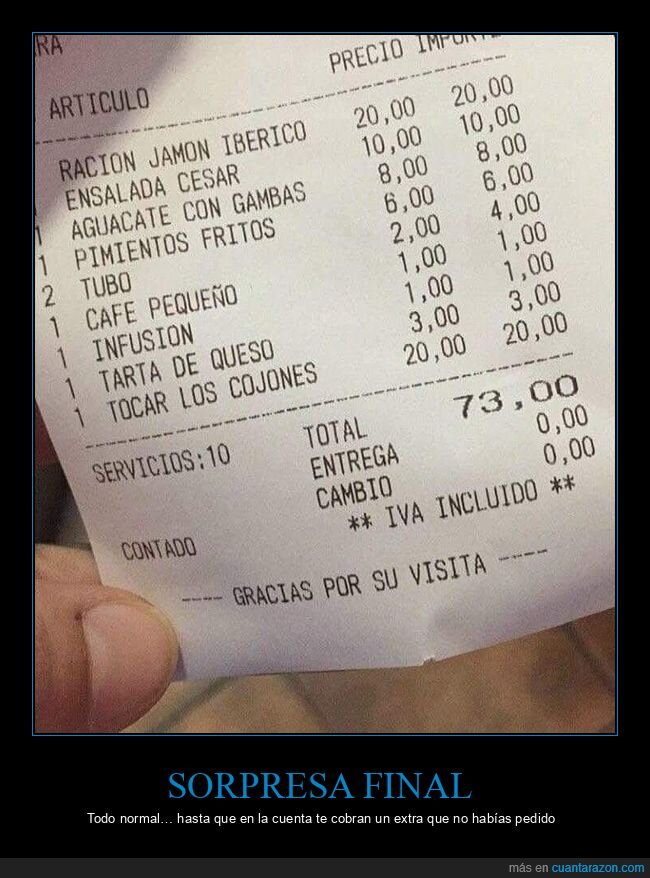 RA
ARTICULO PRECIO IMPORTE
RACION JAMON IBERICO 20,00 20,00
ENSALADA CESAR 10,00 10,00
1 AGUACATE CON GAMBAS 8,00 8,00
1 PIMIENTOS FRITOS 6,00 6,00
2 TUBO 2,00 4,00
1 CAFE PEQUEÑO 1,00 1,00
1 INFUSION 1,00 1,00
1 TARTA DE QUESO 3,00 3,00
1 TOCAR LOS COJONES 20,00 20,00
SERVICIOS:10 TOTAL 73,00
ENTREGA 0,00
CAMBIO 0,00
** IVA INCLUIDO **
CONTADO
---- GRACIAS POR SU VISITA ----
SORPRESA FINAL
Todo normal... hasta que en la cuenta te cobran un extra que no habías pedido
más en cuantarazon.com